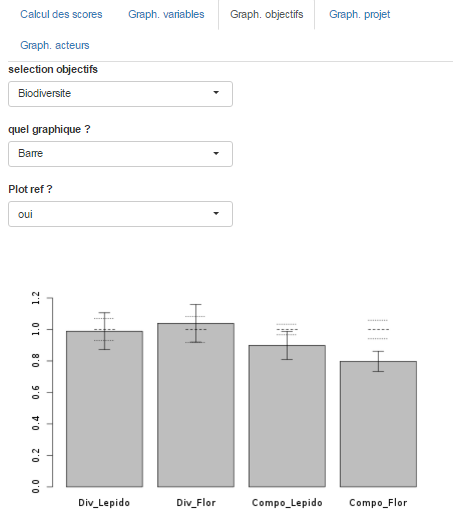 Calcul des scores Graph. variables Graph. objectifs Graph. projet
Graph. acteurs
selection objectifs
Biodiversite
quel graphique ?
Barre
Plot ref ?
oui
1.2
1.0
0.8
0.6
0.4
0.2
0.0
Div_Lepido Div_Flor Compo_Lepido Compo_Flor